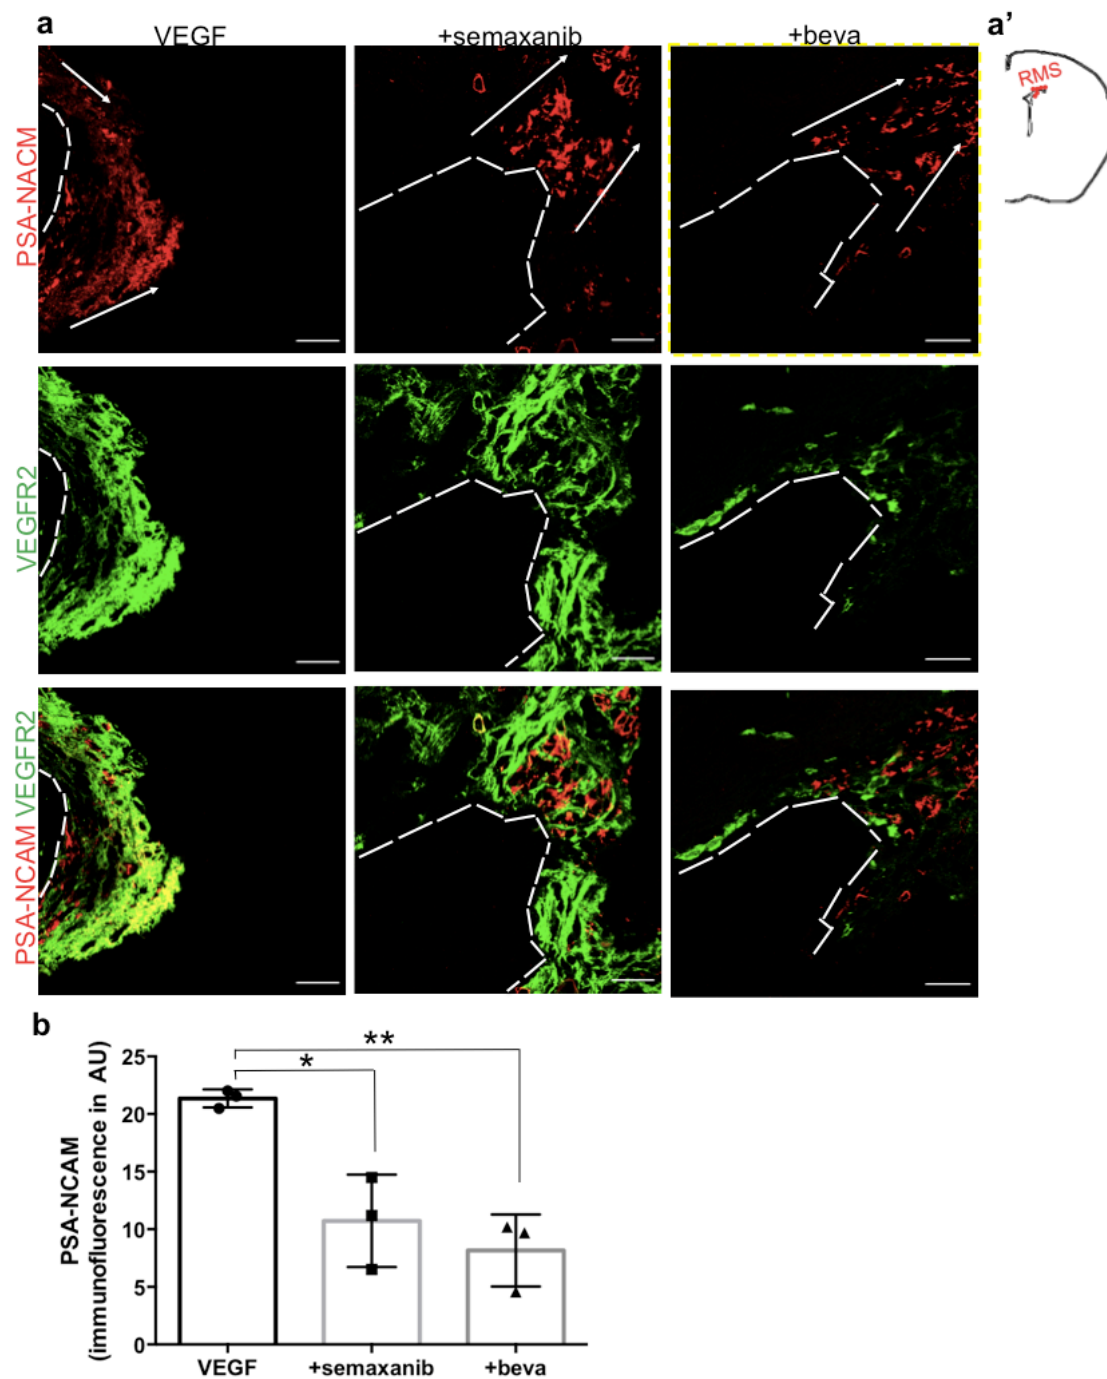 a
VEGF
+semaxanib
+beva
a’
RMS
PSA-NACM
VEGFR2
PSA-NCAM VEGFR2
b
PSA-NCAM
(immunofluorescence in AU)
25
20
15
10
5
0
*
**
VEGF
+semaxanib
+beva